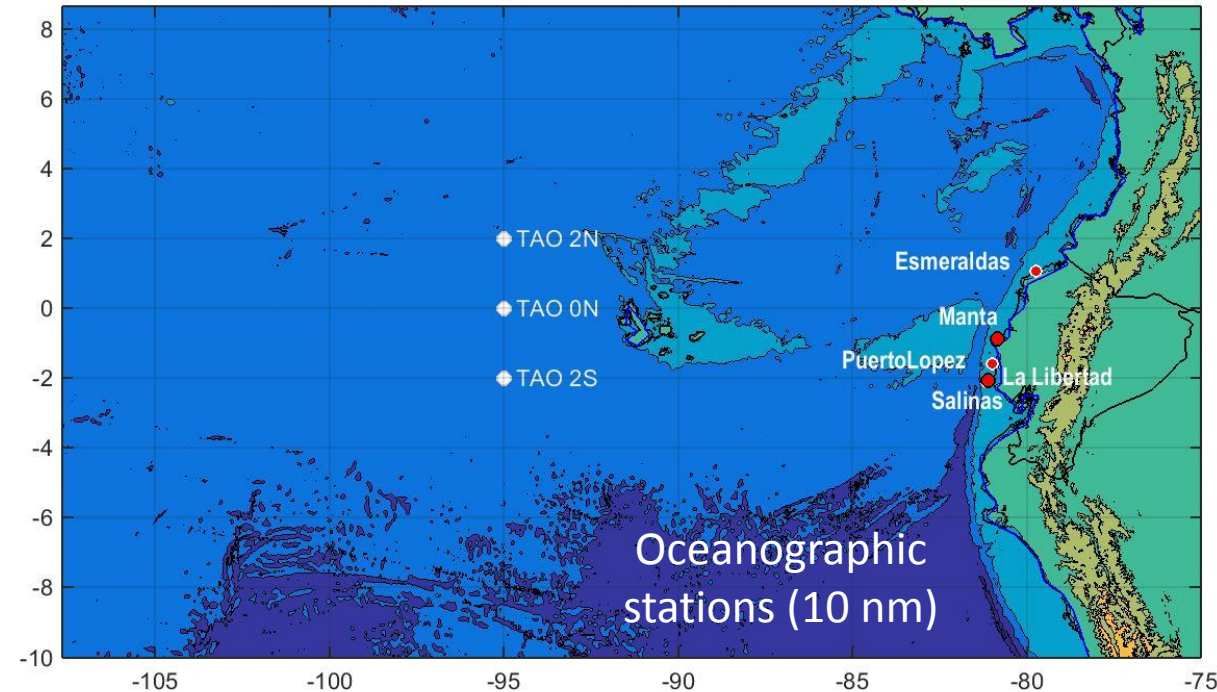 8
6
4
2
0
-2
-4
-6
-8
-10
TAO 2N
TAO 0N
TAO 2S
Esmeraldas
Manta
PuertoLopez
La Libertad
Salinas
Oceanographic
stations (10 nm)
-105
-100
-95
-90
-85
-80
-75